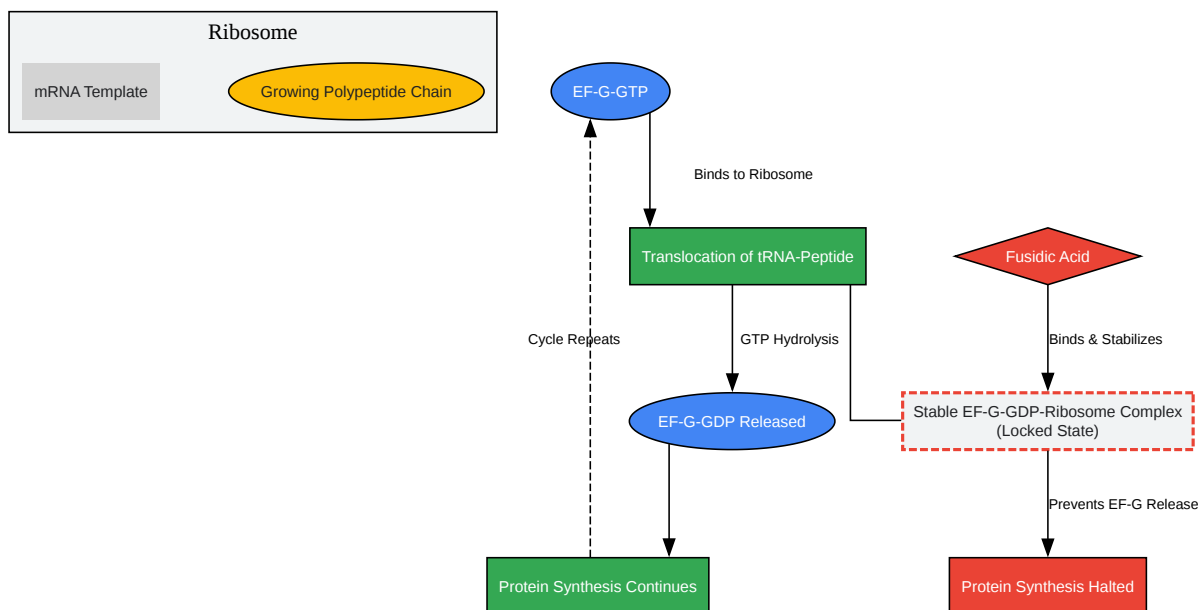 Ribosome
mRNA Template
Growing Polypeptide Chain
EF-G-GTP
Binds to Ribosome
Translocation of tRNA-Peptide
Fusidic Acid
Cycle Repeats
GTP Hydrolysis
Binds & Stabilizes
EF-G-GDP Released
Stable EF-G-GDP-Ribosome Complex
(Locked State)
Prevents EF-G Release
Protein Synthesis Continues
Protein Synthesis Halted